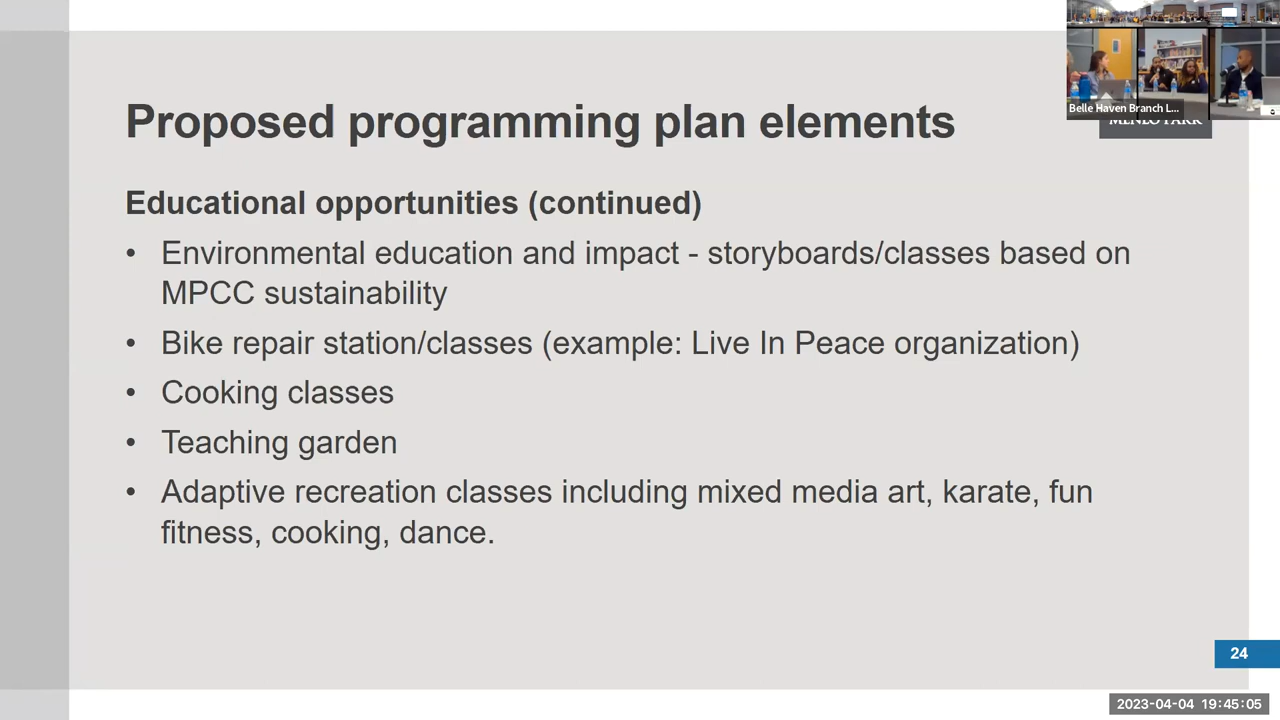 Proposed programming plan elements
Belle Haven Branch L...
MENLO PARK
Educational opportunities (continued)
• Environmental education and impact - storyboards/classes based on
MPCC sustainability
• Bike repair station/classes (example: Live In Peace organization)
• Cooking classes
• Teaching garden
• Adaptive recreation classes including mixed media art, karate, fun
fitness, cooking, dance.
24
2023-04-04 19:45:05